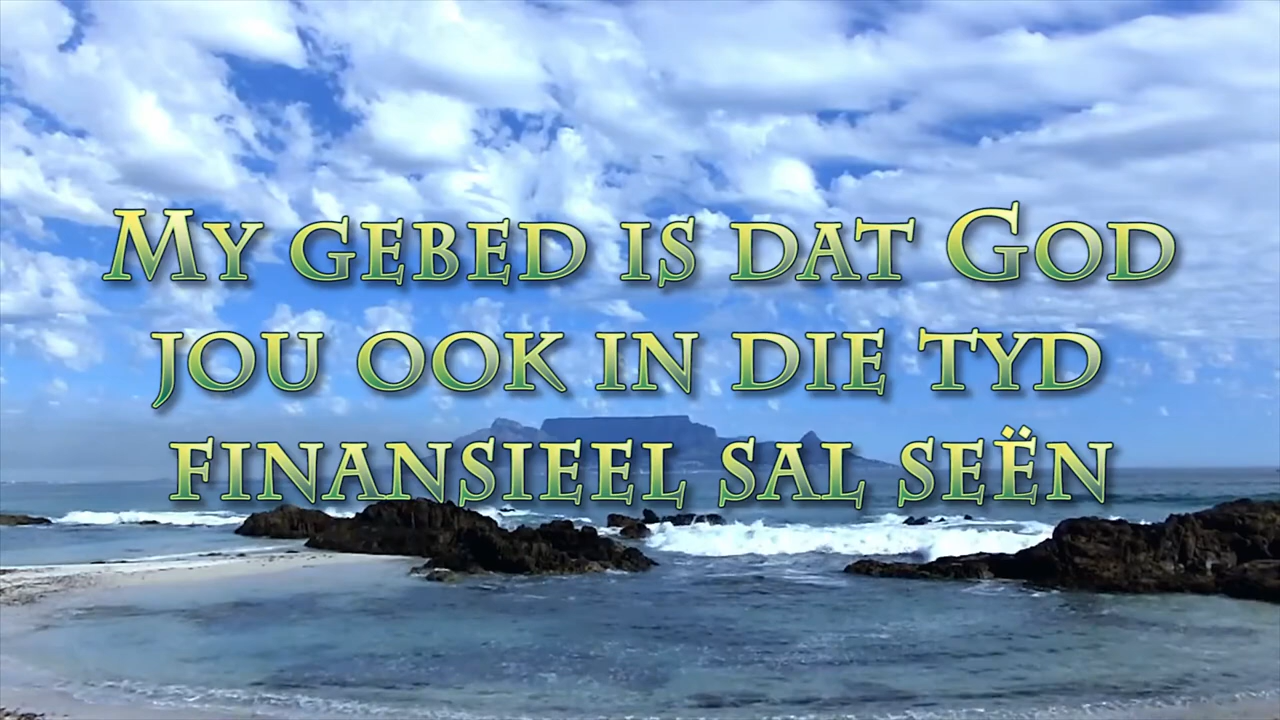 My gebed is dat God
jou ook in die tyd
finansieel sal seën